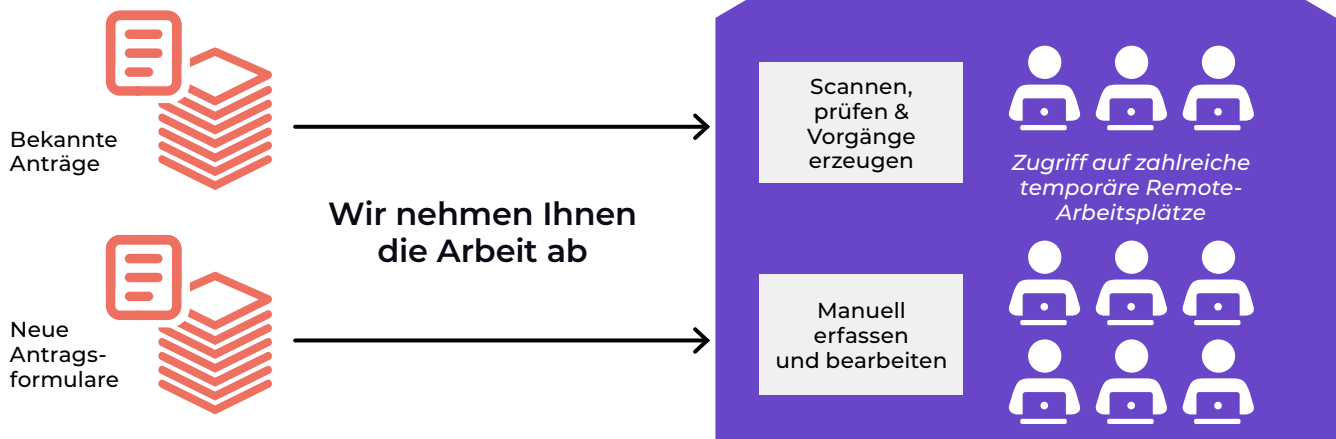 Bekannte
Anträge
Wir nehmen Ihnen
die Arbeit ab
Neue
Antrags-
formulare
Scannen,
prüfen &
Vorgänge
erzeugen
Zugriff auf zahlreiche
temporäre Remote-
Arbeitsplätze
Manuell
erfassen
und bearbeiten